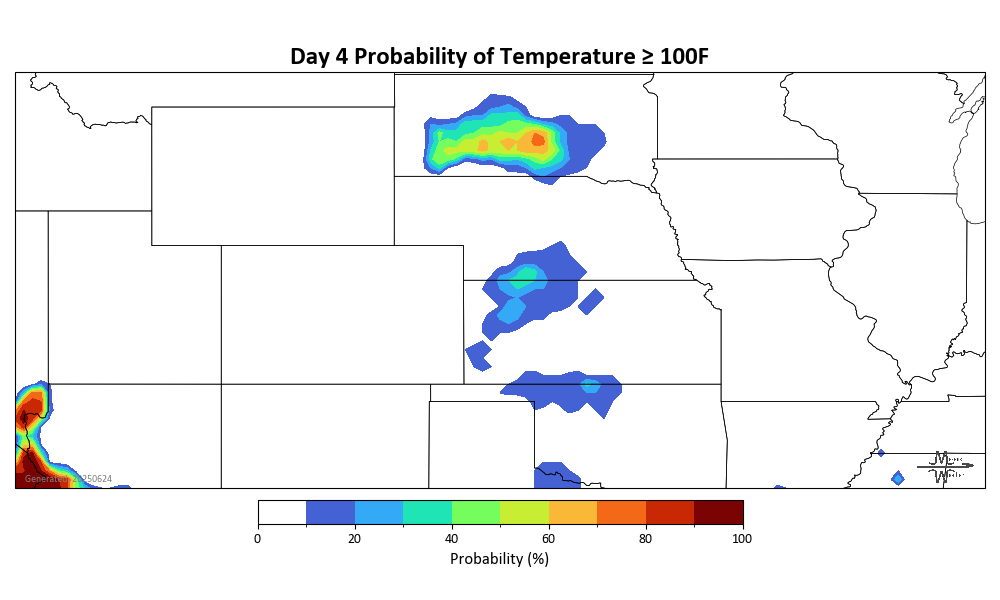 Day 4 Probability of Temperature ≥ 100F
Generated: 20250624
0 20 40 60 80 100
Probability (%)